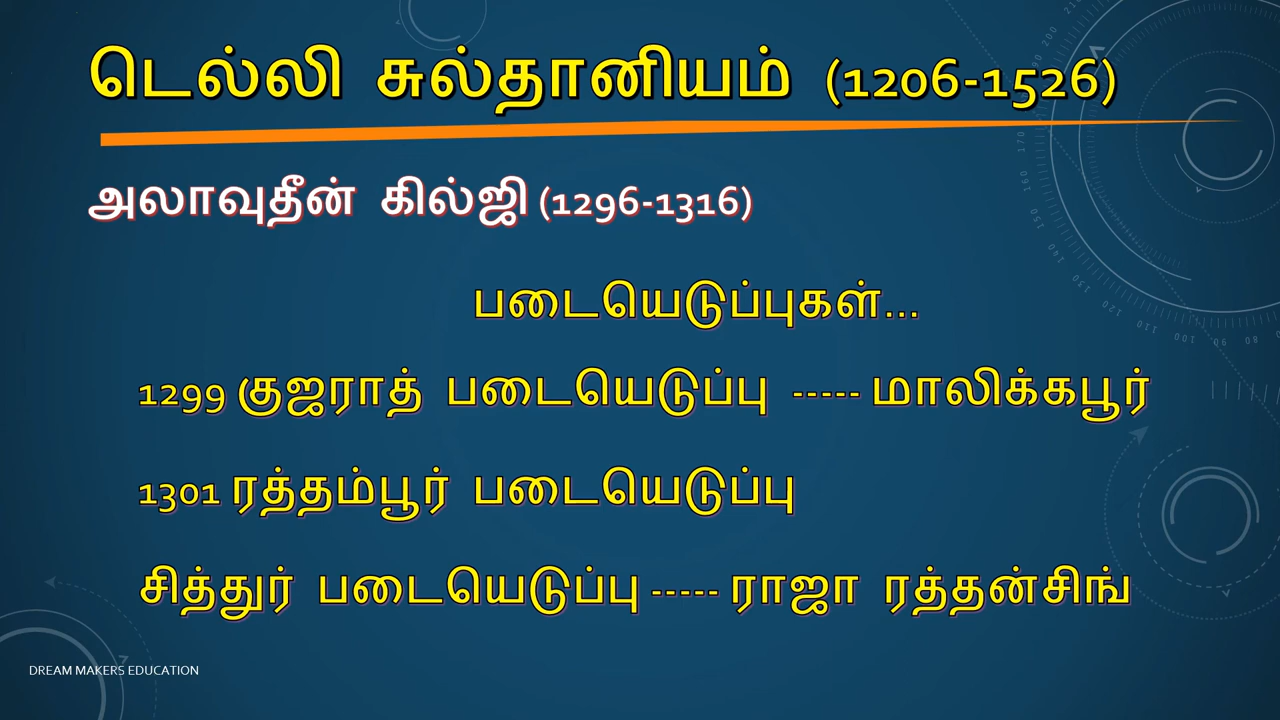 டெல்லி சுல்தானியம் (1206-1526)
அலாவுதீன் கில்ஜி (1296-1316)
படையெடுப்புகள்...
1299 குஜராத் படையெடுப்பு ----- மாலிக்கபூர்
1301 ரத்தம்பூர் படையெடுப்பு
சித்துர் படையெடுப்பு ----- ராஜா ரத்தன்சிங்
DREAM MAKERS EDUCATION